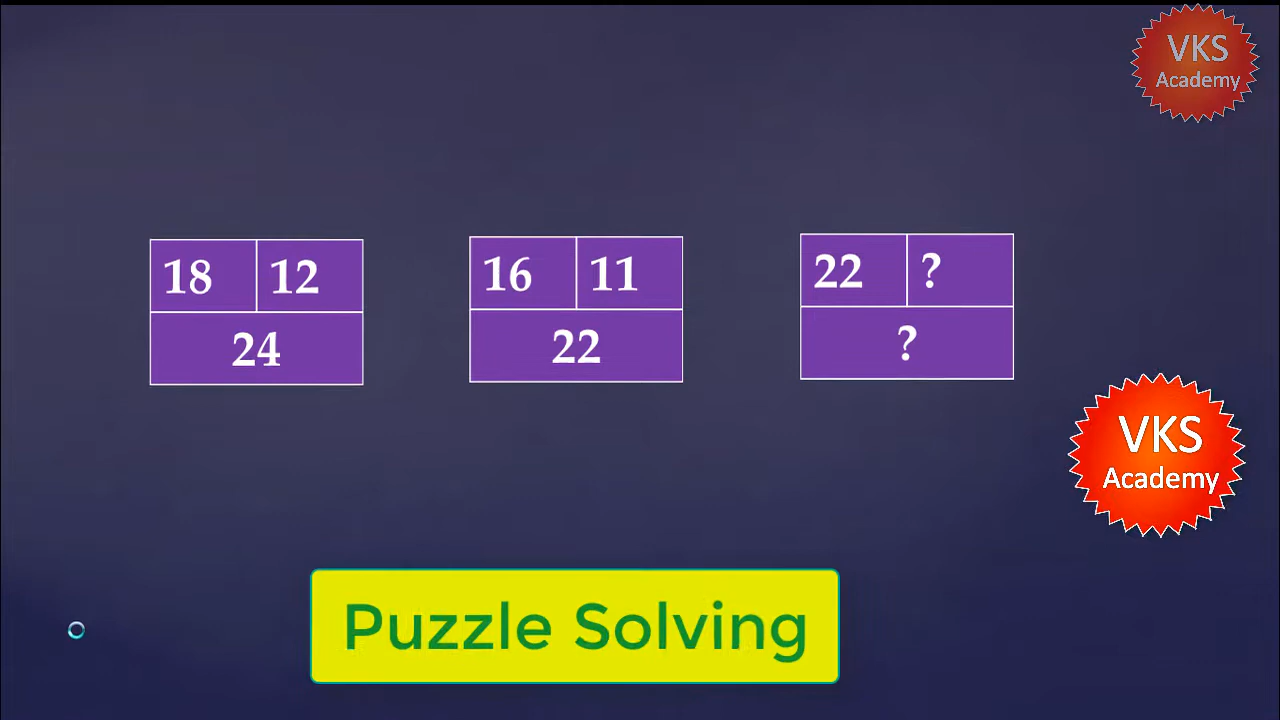 VKS
Academy
18 12
24
16 11
22
22 ?
?
VKS
Academy
Puzzle Solving